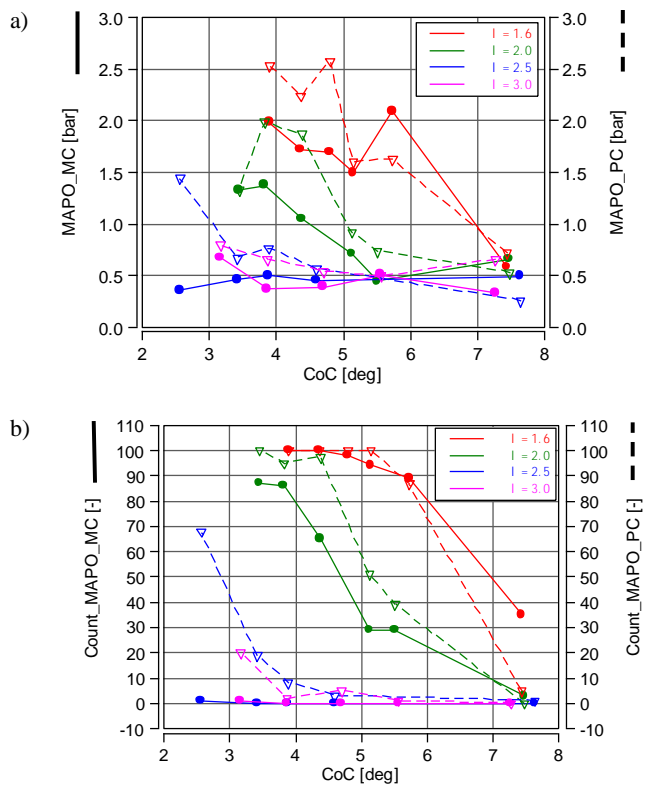 a)
3.0
2.5
2.0
1.5
1.0
0.5
0.0
MAPO_MC [bar]
l = 1.6
l = 2.0
l = 2.5
l = 3.0
3.0
2.5
2.0
1.5
1.0
0.5
0.0
MAPO_PC [bar]
2 3 4 5 6 7 8
CoC [deg]
b)
110
100
90
80
70
60
50
40
30
20
10
0
-10
Count_MAPO_MC [-]
l = 1.6
l = 2.0
l = 2.5
l = 3.0
110
100
90
80
70
60
50
40
30
20
10
0
-10
Count_MAPO_PC [-]
2 3 4 5 6 7 8
CoC [deg]